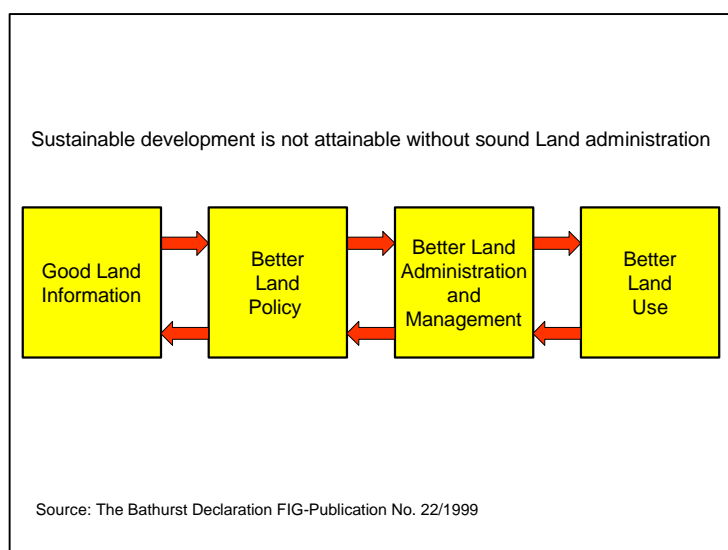 Sustainable development is not attainable without sound Land administration
Good Land
Information
Better
Land
Policy
Better Land
Administration
and
Management
Better
Land
Use
Source: The Bathurst Declaration FIG-Publication No. 22/1999